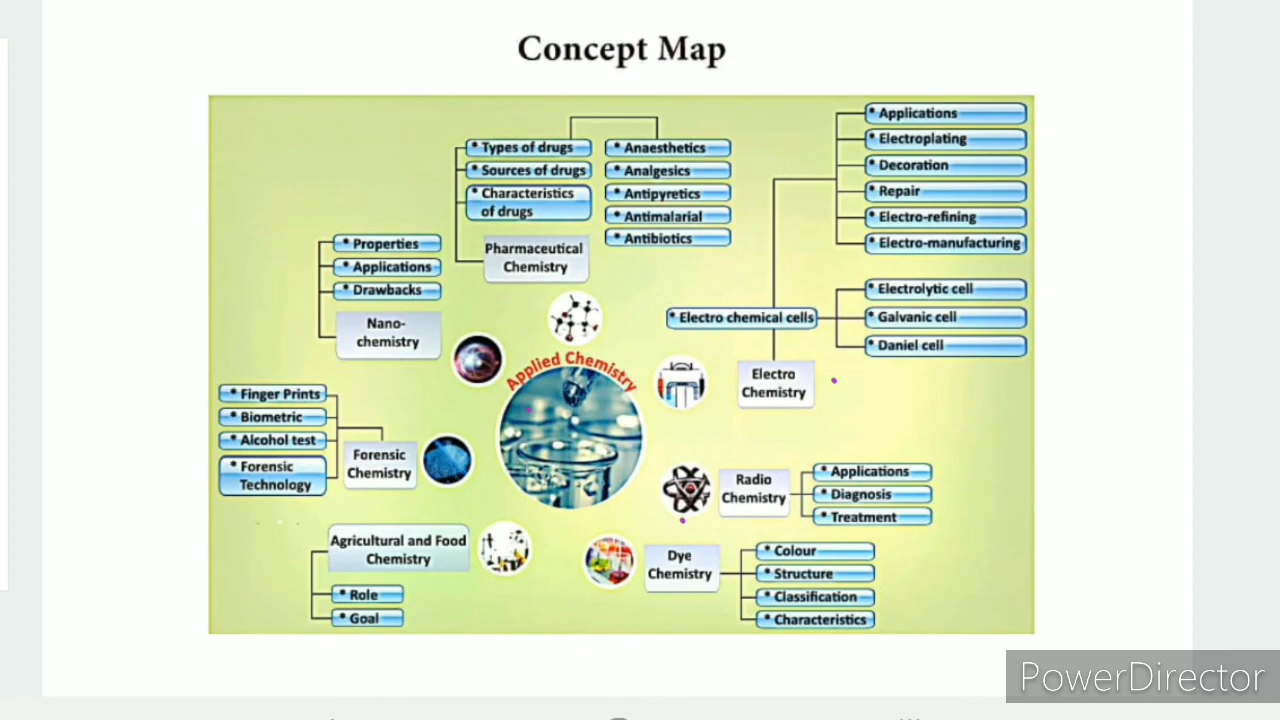 Concept Map
* Types of drugs
* Sources of drugs
* Characteristics
of drugs
Pharmaceutical
Chemistry
* Anaesthetics
* Analgesics
* Antipyretics
* Antimalarial
* Antibiotics
* Applications
* Electroplating
* Decoration
* Repair
* Electro-refining
* Electro-manufacturing
* Electro chemical cells
* Electrolytic cell
* Galvanic cell
* Daniel cell
Electro
Chemistry
* Properties
* Applications
* Drawbacks
Nano-
chemistry
Applied Chemistry
* Finger Prints
* Biometric
* Alcohol test
* Forensic
Technology
Forensic
Chemistry
Radio
Chemistry
* Applications
* Diagnosis
* Treatment
Agricultural and Food
Chemistry
* Role
* Goal
Dye
Chemistry
* Colour
* Structure
* Classification
* Characteristics
PowerDirector